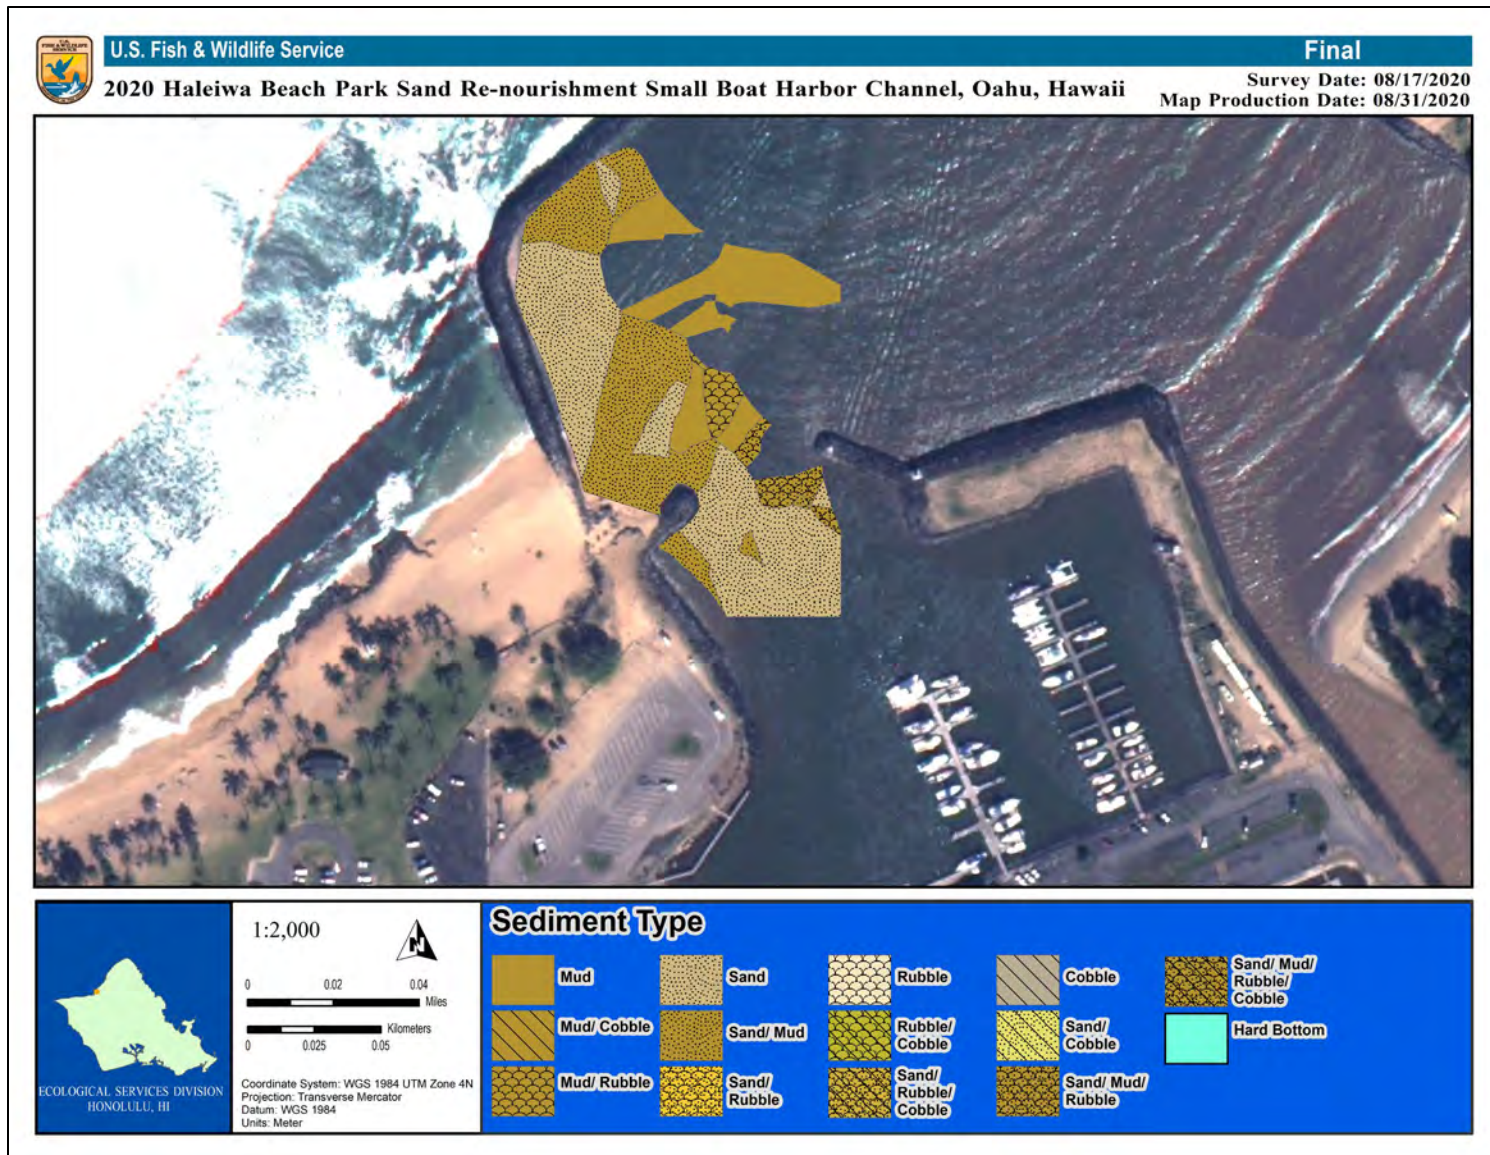 U.S.
FISH & WILDLIFE
SERVICE
U.S. Fish & Wildlife Service
Final
2020 Haleiwa Beach Park Sand Re-nourishment Small Boat Harbor Channel, Oahu, Hawaii
Survey Date: 08/17/2020
Map Production Date: 08/31/2020
ECOLOGICAL SERVICES DIVISION
HONOLULU, HI
1:2,000
N
0 0.02 0.04
Miles
Kilometers
0 0.025 0.05
Coordinate System: WGS 1984 UTM Zone 4N
Projection: Transverse Mercator
Datum: WGS 1984
Units: Meter
Sediment Type
Mud
Mud/ Cobble
Mud/ Rubble
Sand
Sand/ Mud
Sand/
Rubble
Rubble
Rubble/
Cobble
Sand/
Rubble/
Cobble
Cobble
Sand/
Cobble
Sand/ Mud/
Rubble
Sand/ Mud/
Rubble/
Cobble
Hard Bottom